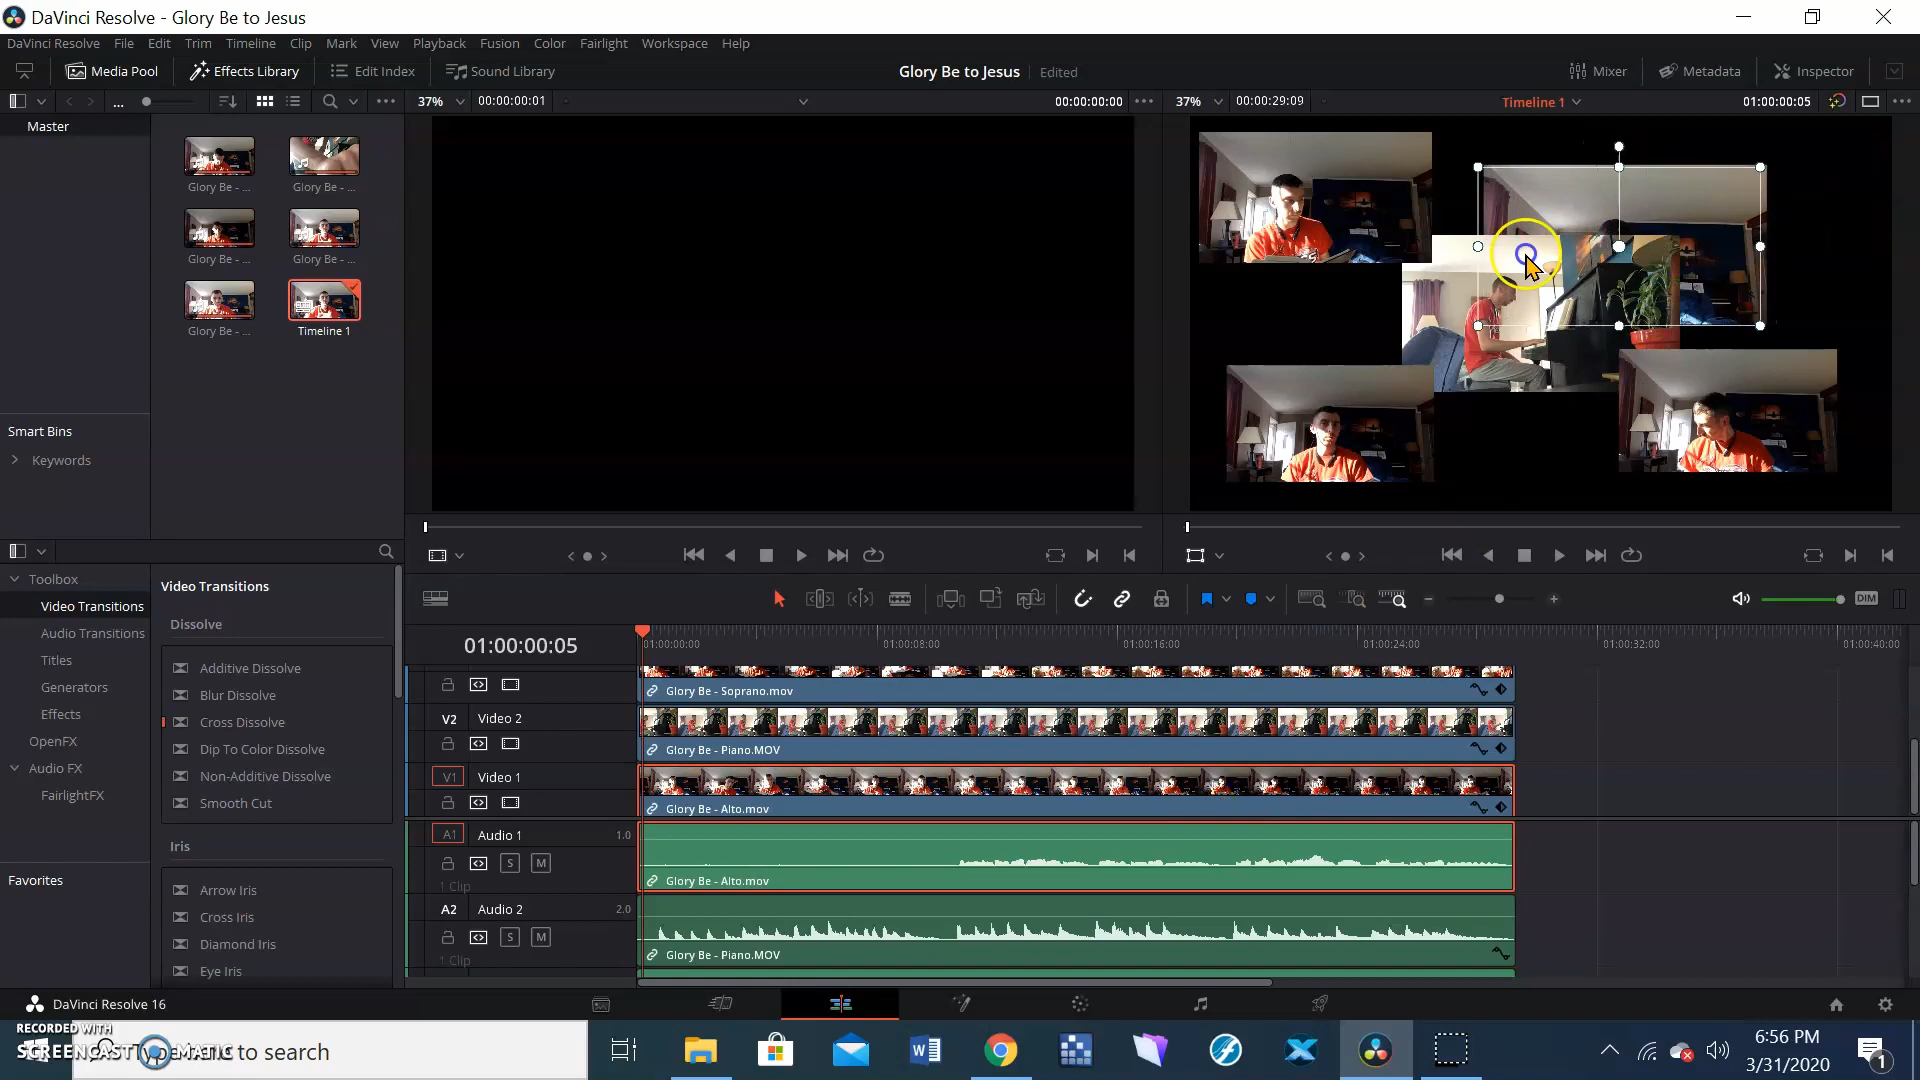 DaVinci Resolve - Glory Be to Jesus
DaVinci Resolve File Edit Trim Timeline Clip Mark View Playback Fusion Color Fairlight Workspace Help
Media Pool Effects Library Edit Index Sound Library Glory Be to Jesus Edited Mixer Metadata Inspector
... 37% 00:00:00:01 00:00:00:00 37% 00:00:29:09 Timeline 1 01:00:00:05
Master
Glory Be - ... Glory Be - ...
Glory Be - ... Glory Be - ...
Glory Be - ... Timeline 1
Smart Bins
Keywords
Toolbox
Video Transitions
Audio Transitions
Titles
Generators
Effects
OpenFX
Audio FX
FairlightFX
Favorites
Video Transitions
Dissolve
Additive Dissolve
Blur Dissolve
Cross Dissolve
Dip To Color Dissolve
Non-Additive Dissolve
Smooth Cut
Iris
Arrow Iris
Cross Iris
Diamond Iris
Eye Iris
DIM
01:00:00:05
01:00:00:00 01:00:08:00 01:00:16:00 01:00:24:00 01:00:32:00 01:00:40:00
Glory Be - Soprano.mov
V2 Video 2
Glory Be - Piano.MOV
V1 Video 1
Glory Be - Alto.mov
A1 Audio 1 1.0
S M
1 Clip
Glory Be - Alto.mov
A2 Audio 2 2.0
S M
1 Clip
Glory Be - Piano.MOV
DaVinci Resolve 16
RECORDED WITH
SCREENCAST MATIC
Type here to search
6:56 PM
3/31/2020
1